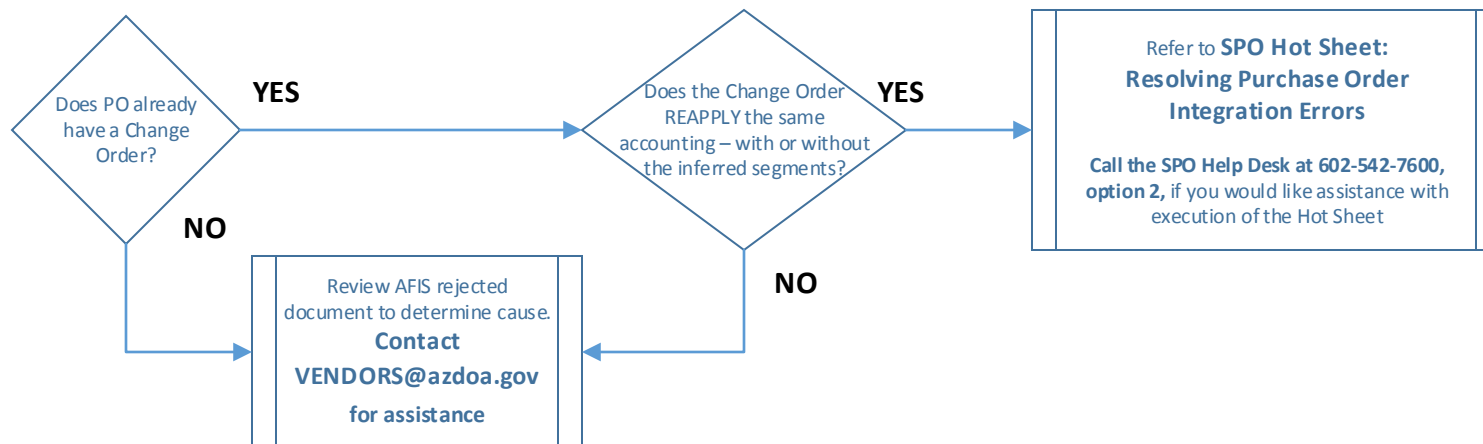 Does PO already
have a Change
Order?
YES
NO
Does the Change Order
REAPPLY the same
accounting – with or without
the inferred segments?
YES
NO
Refer to SPO Hot Sheet:
Resolving Purchase Order
Integration Errors
Call the SPO Help Desk at 602-542-7600,
option 2, if you would like assistance with
execution of the Hot Sheet
Review AFIS rejected
document to determine cause.
Contact
VENDORS@azdoa.gov
for assistance